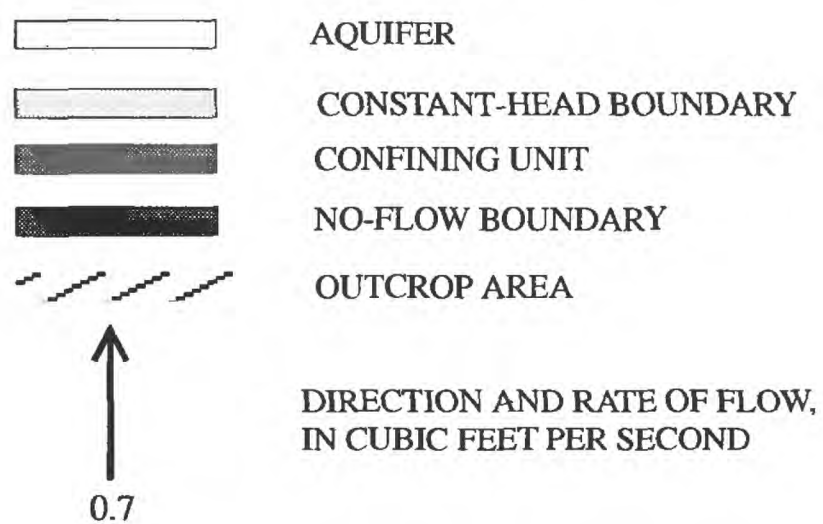 AQUIFER
CONSTANT-HEAD BOUNDARY
CONFINING UNIT
NO-FLOW BOUNDARY
OUTCROP AREA
DIRECTION AND RATE OF FLOW,
IN CUBIC FEET PER SECOND
0.7